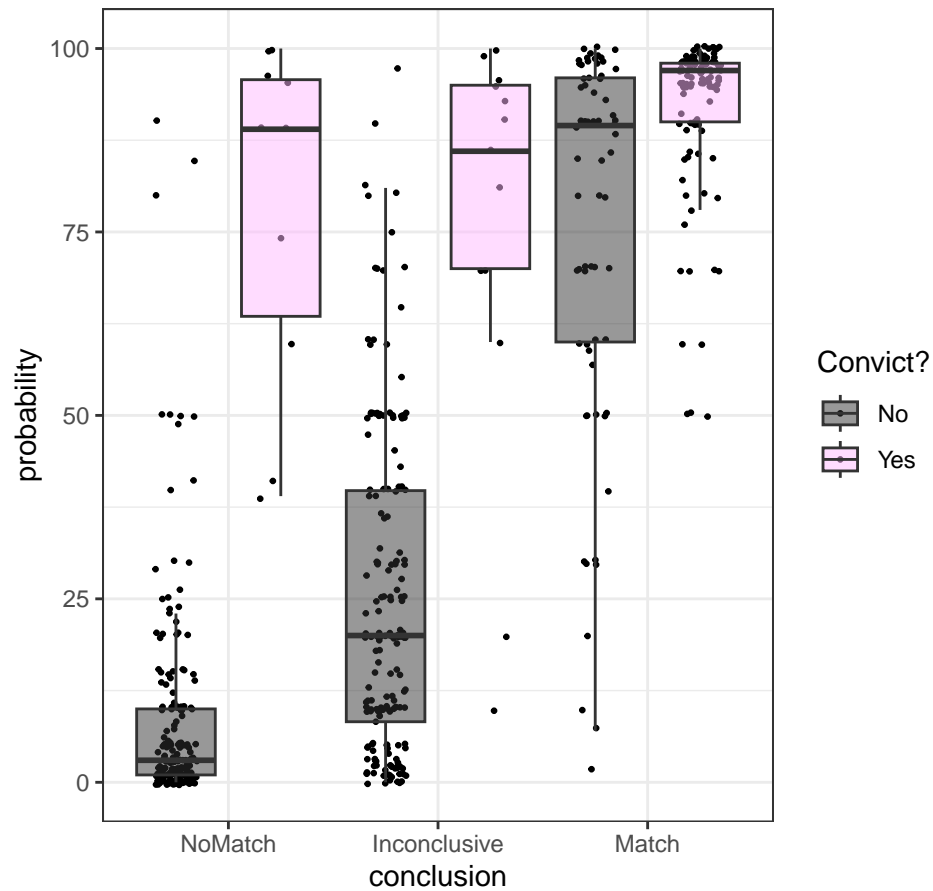 100
75
50
25
0
probability
NoMatch
Inconclusive
Match
conclusion
Convict?
No
Yes